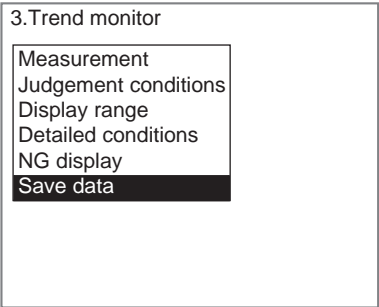 3.Trend monitor
Measurement
Judgement conditions
Display range
Detailed conditions
NG display
Save data